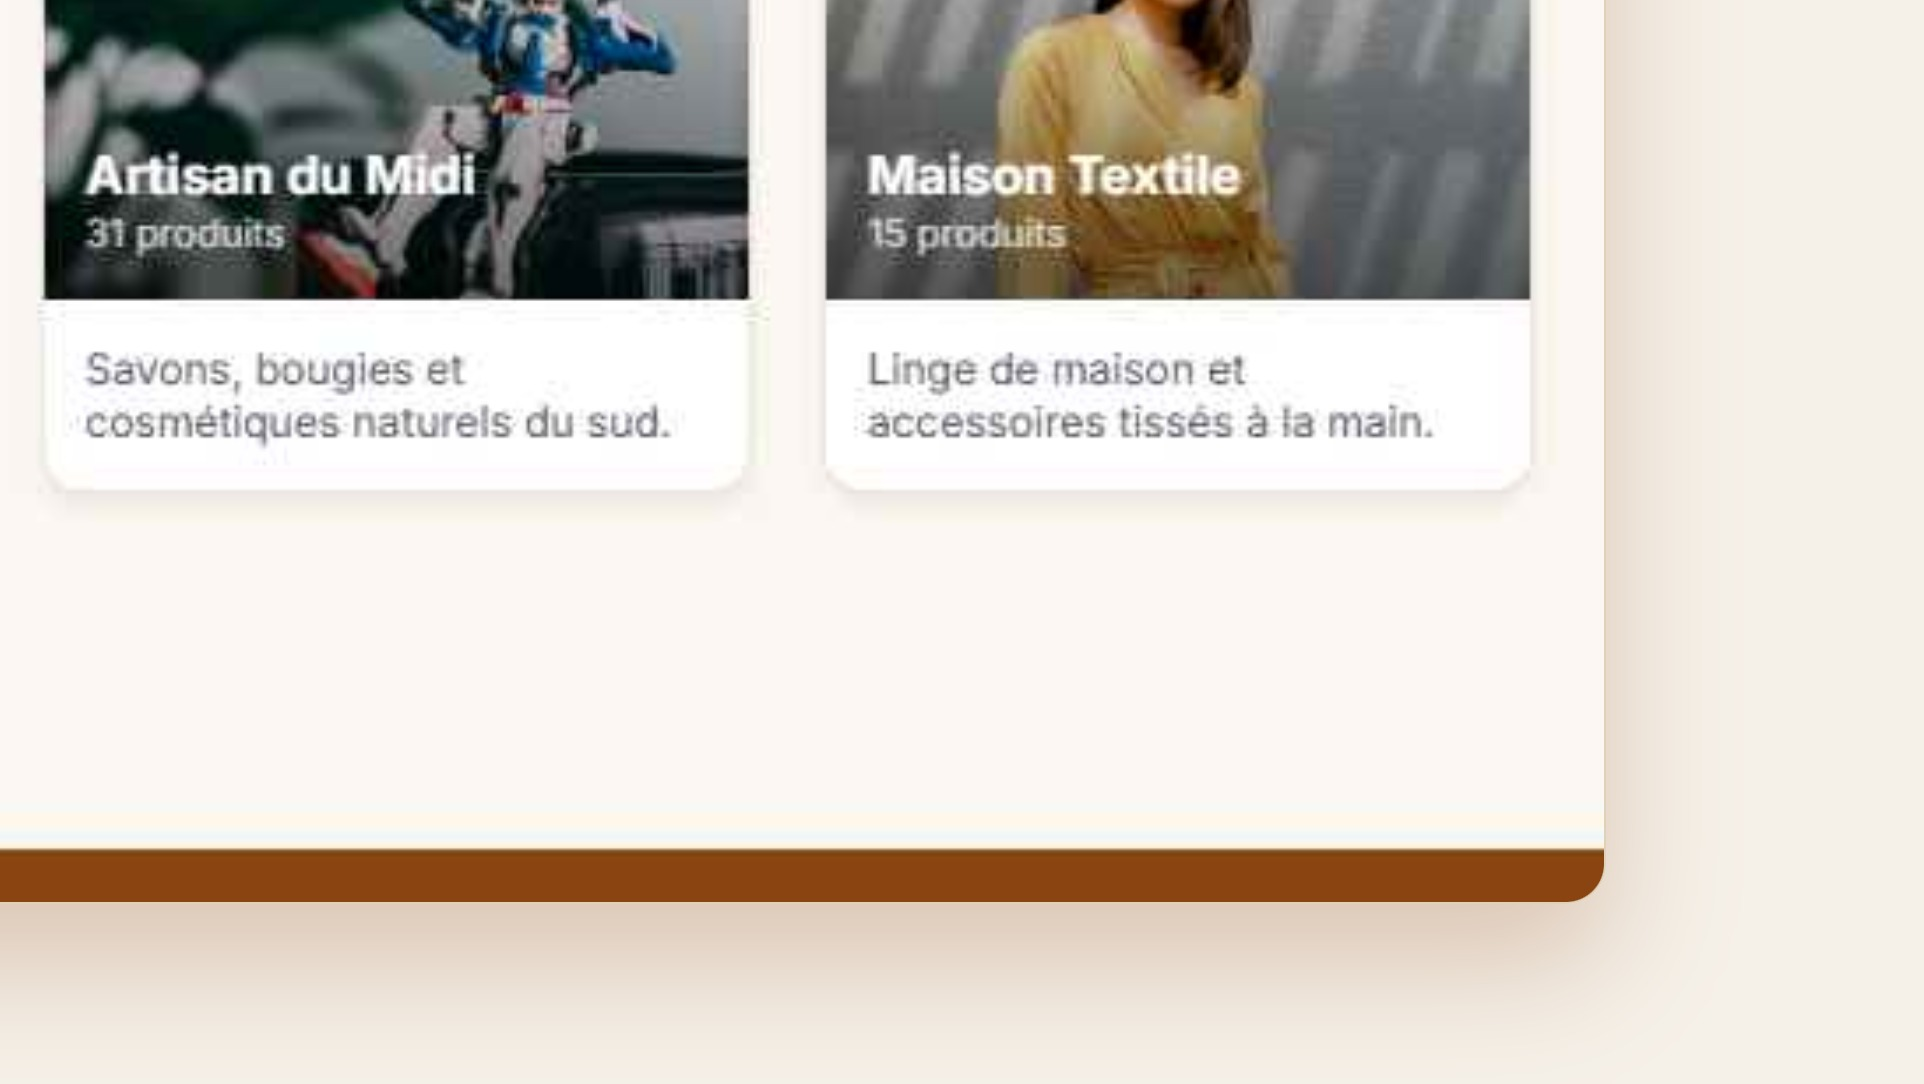 Artisan du Midi
31 produits
Savons, bougies et
cosmétiques naturels du sud.
Maison Textile
15 produits
Linge de maison et
accessoires tissés à la main.